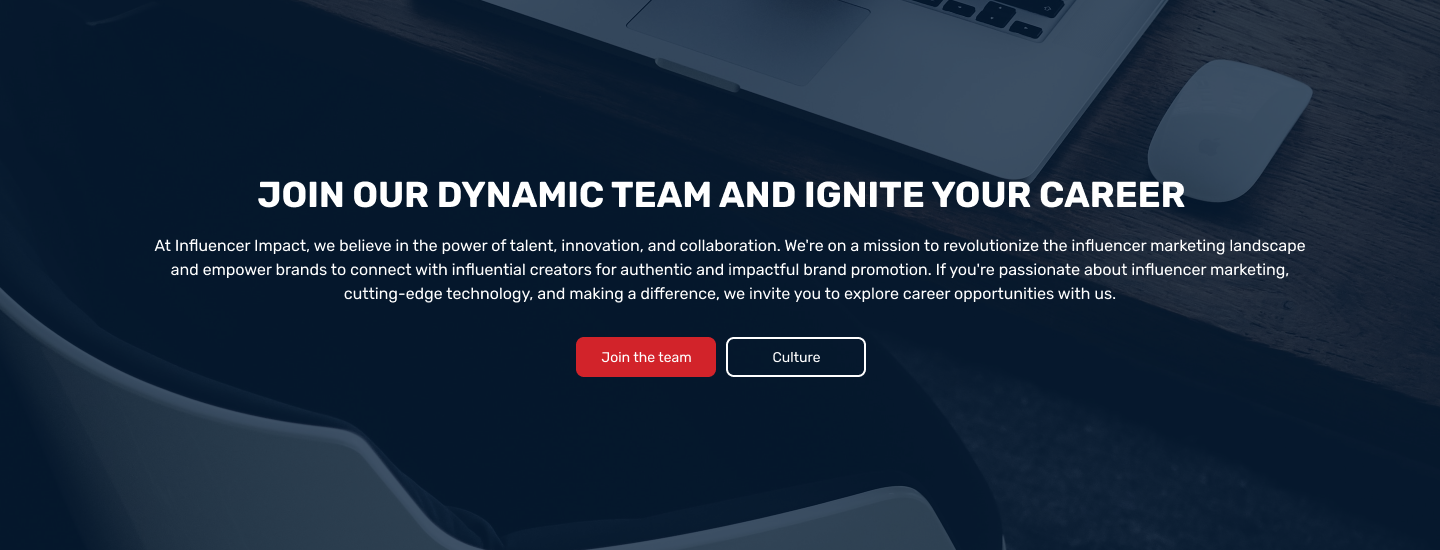 JOIN OUR DYNAMIC TEAM AND IGNITE YOUR CAREER
At Influencer Impact, we believe in the power of talent, innovation, and collaboration. We're on a mission to revolutionize the influencer marketing landscape
and empower brands to connect with influential creators for authentic and impactful brand promotion. If you're passionate about influencer marketing,
cutting-edge technology, and making a difference, we invite you to explore career opportunities with us.
Join the team
Culture